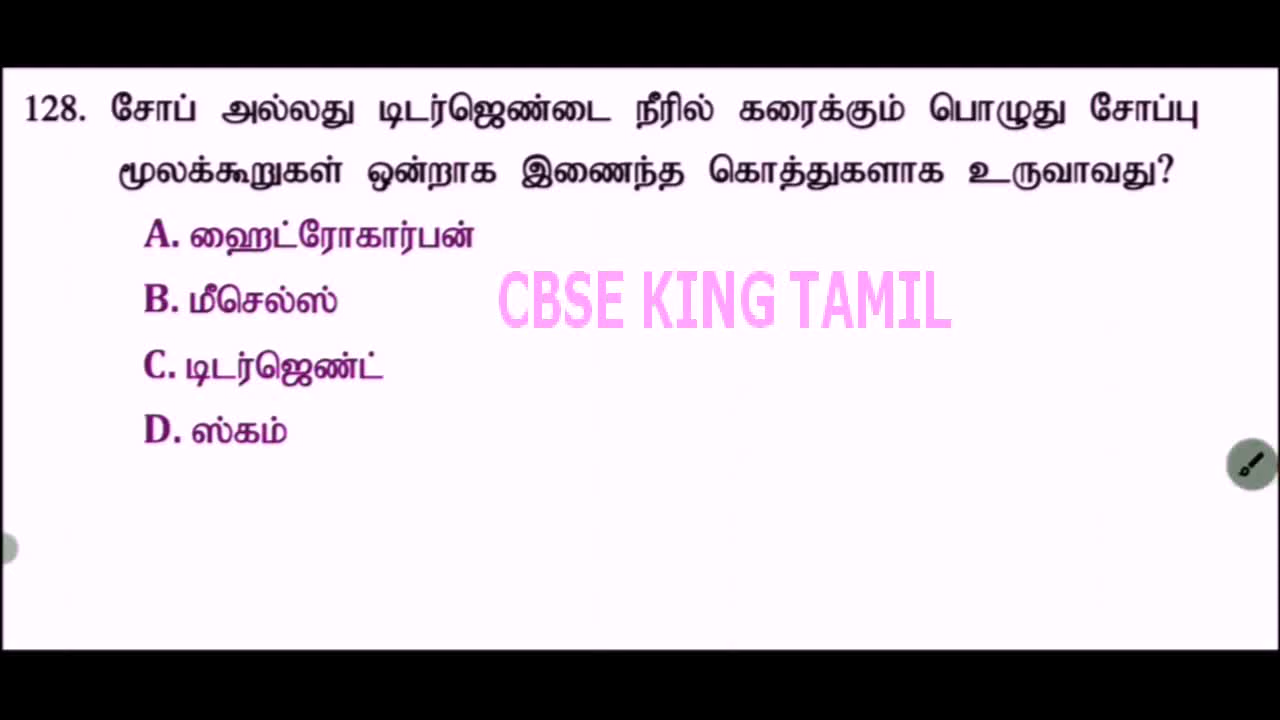 128. சோப் அல்லது டிடர்ஜெண்டை நீரில் கரைக்கும் பொழுது சோப்பு
மூலக்கூறுகள் ஒன்றாக இணைந்த கொத்துகளாக உருவாவது?
A. ஹைட்ரோகார்பன்
B. மீசெல்ஸ்
CBSE KING TAMIL
C. டிடர்ஜெண்ட்
D. ஸ்கம்